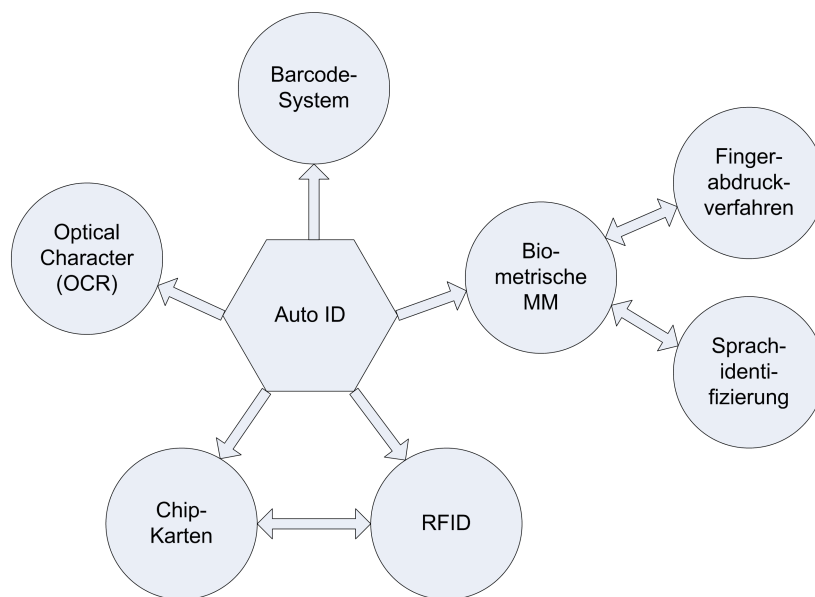 Barcode-
System
Optical
Character
(OCR)
Auto ID
Bio-
metrische
MM
Finger-
abdruck-
verfahren
Sprach-
identi-
fizierung
Chip-
Karten
RFID